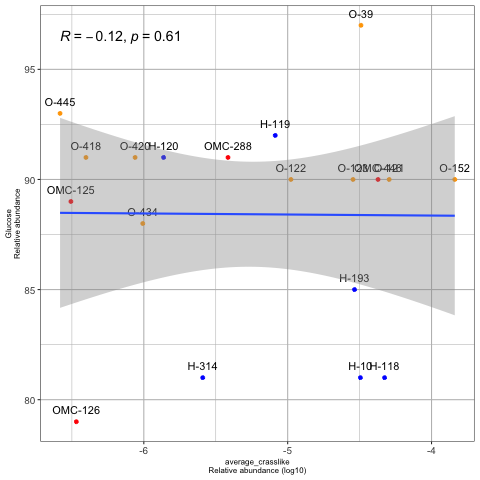 R = −0.12, p = 0.61
O-39
O-445
H-119
O-418
O-420
H-120
OMC-288
O-122
O-152
OMC-125
O-434
H-193
H-314
H-10
H-118
OMC-126
95
90
85
80
-6
-5
-4
Glucose
Relative abundance
average_crasslike
Relative abundance (log10)